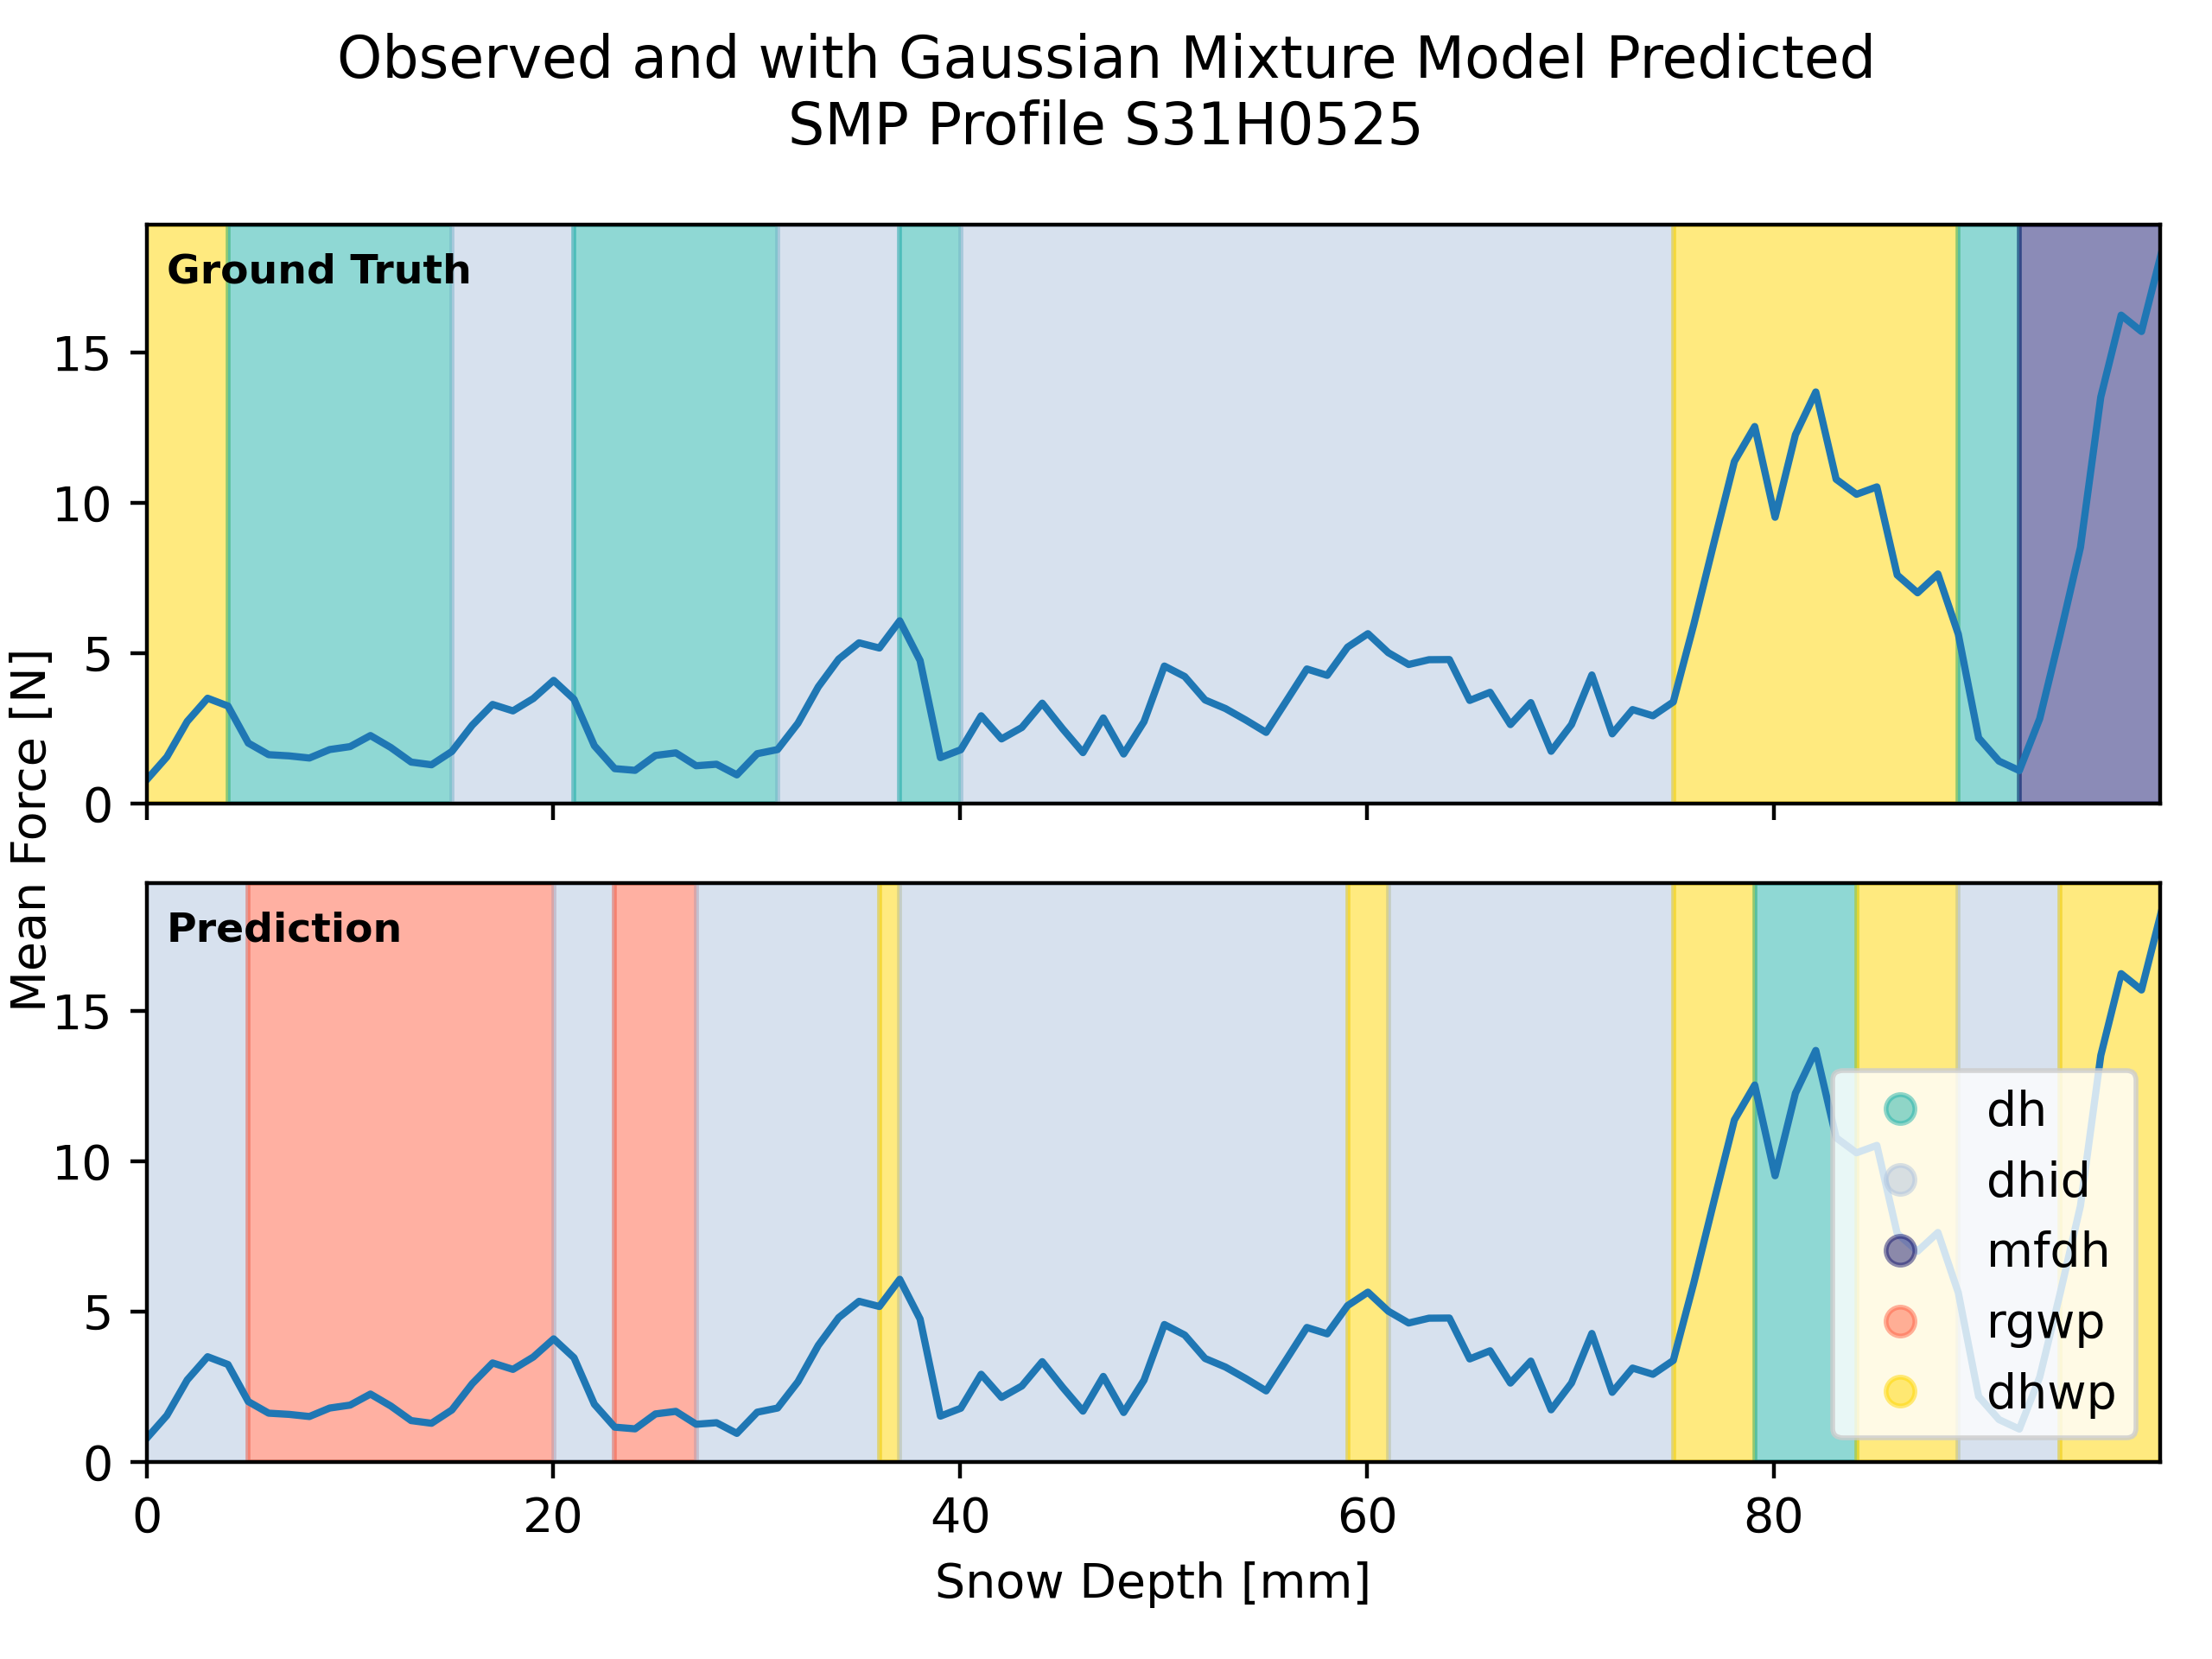 Observed and with Gaussian Mixture Model Predicted
SMP Profile S31H0525
Ground Truth
15
10
5
0
Mean Force [N]
Prediction
15
10
5
0
dh
dhid
mfdh
rgwp
dhwp
0 20 40 60 80
Snow Depth [mm]